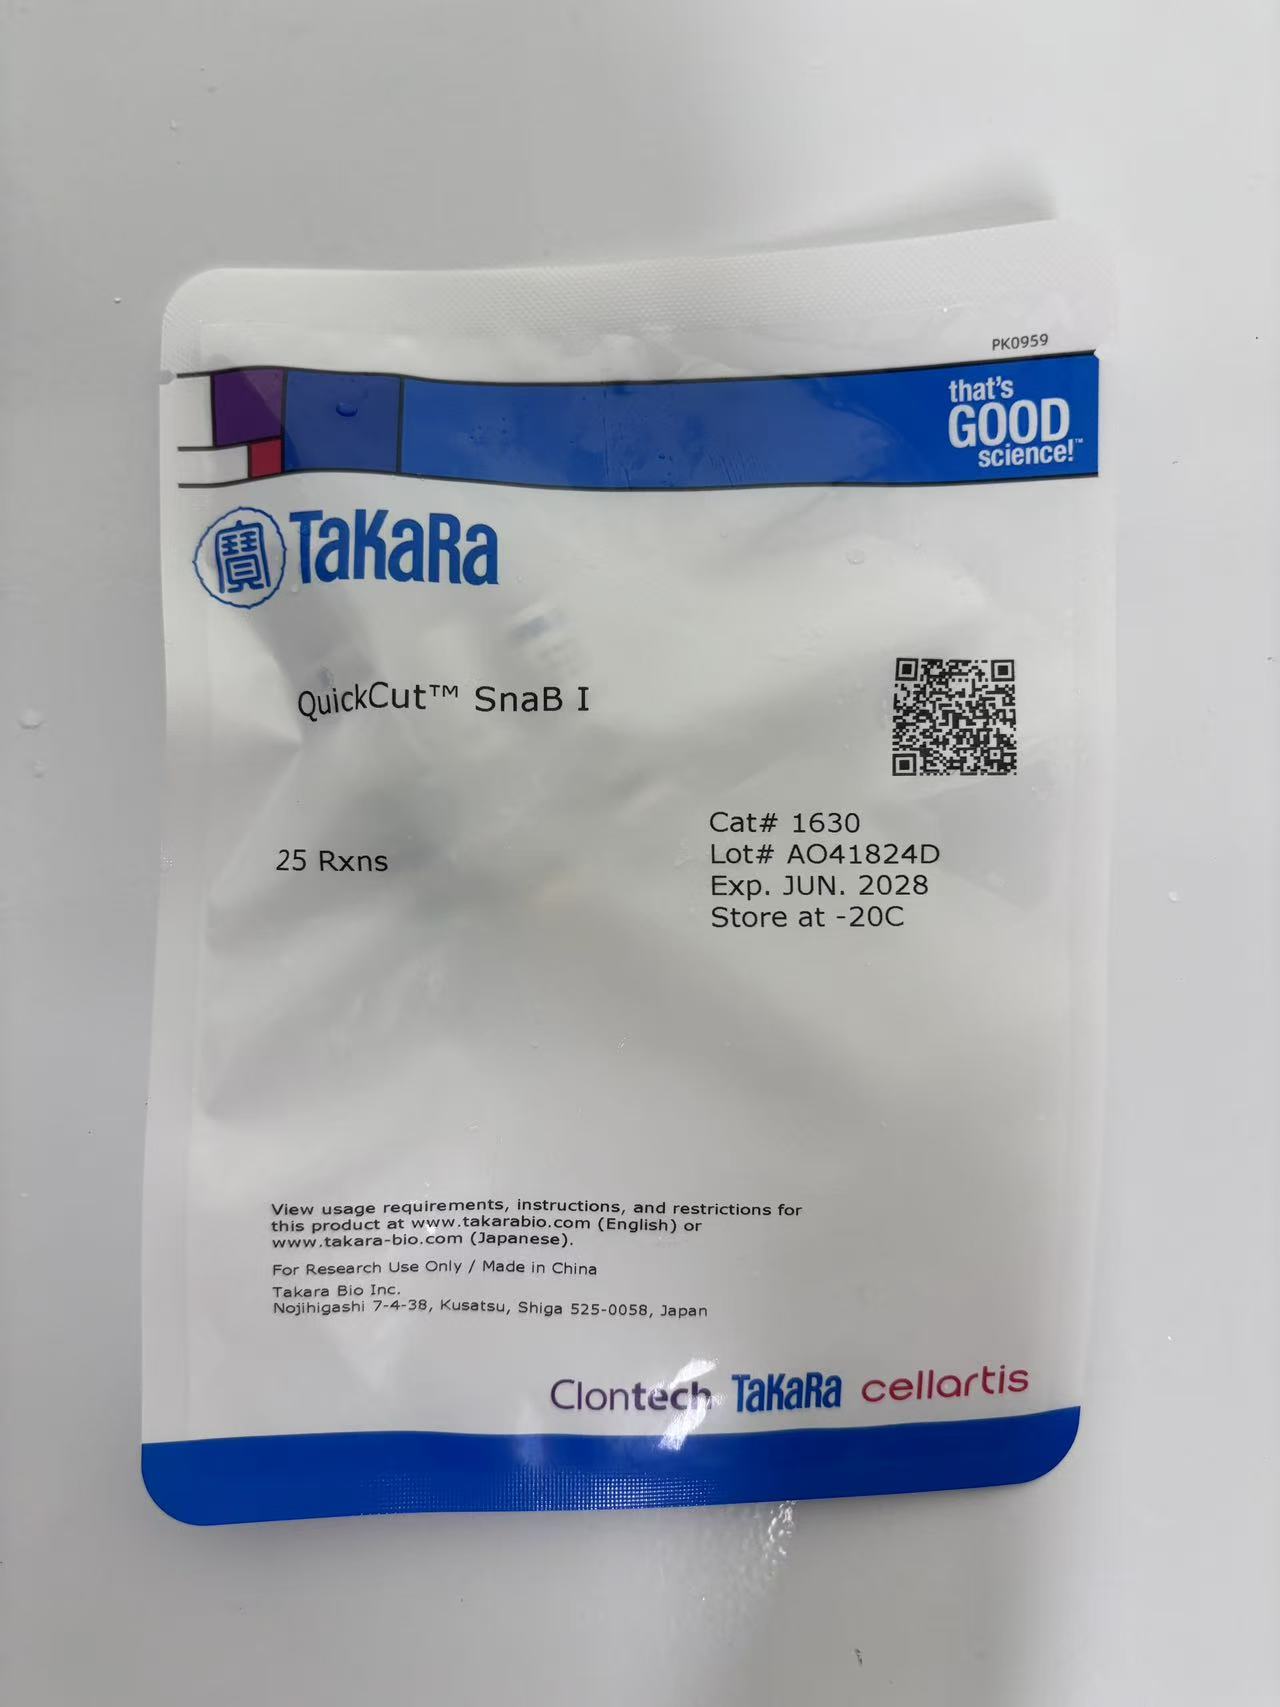 PK0959
that's
GOOD
science!™
寶 TaKaRa
QuickCut™ SnaB I
25 Rxns
Cat# 1630
Lot# AO41824D
Exp. JUN. 2028
Store at -20C
View usage requirements, instructions, and restrictions for
this product at www.takarabio.com (English) or
www.takara-bio.com (Japanese).
For Research Use Only / Made in China
Takara Bio Inc.
Nojihigashi 7-4-38, Kusatsu, Shiga 525-0058, Japan
Clontech TaKaRa cellartis